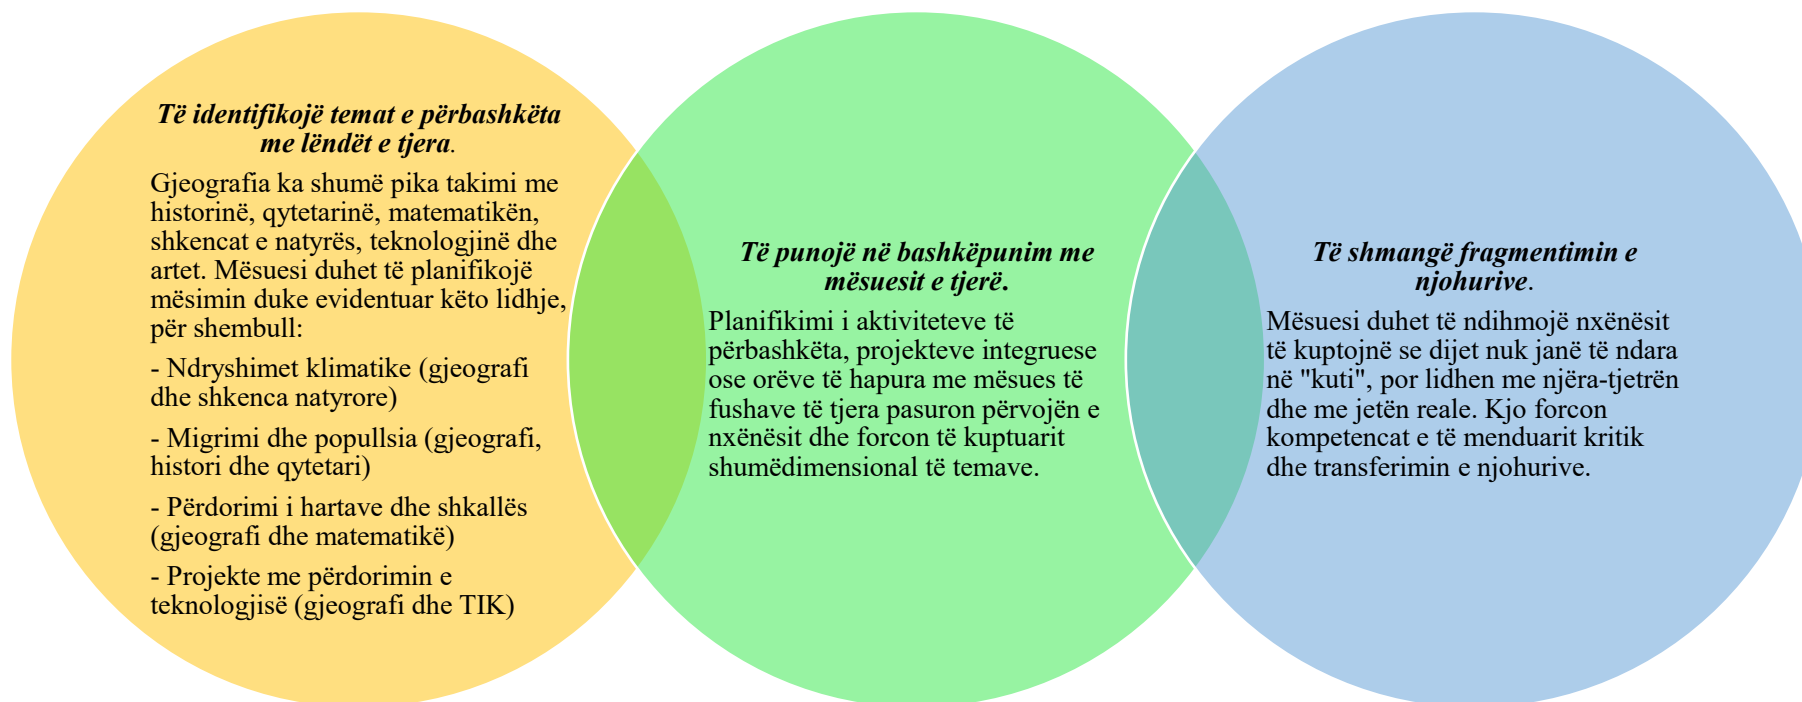 Të identifikojë temat e përbashkëta
me lëndët e tjera.
Gjeografia ka shumë pika takimi me
historinë, qytetarinë, matematikën,
shkencat e natyrës, teknologjinë dhe
artet. Mësuesi duhet të planifikojë
mësimin duke evidentuar këto lidhje,
për shembull:
- Ndryshimet klimatike (gjeografi
dhe shkenca natyrore)
- Migrimi dhe popullsia (gjeografi,
histori dhe qytetari)
- Përdorimi i hartave dhe shkallës
(gjeografi dhe matematikë)
- Projekte me përdorimin e
teknologjisë (gjeografi dhe TIK)
Të punojë në bashkëpunim me
mësuesit e tjerë.
Planifikimi i aktiviteteve të
përbashkëta, projekteve integruese
ose orëve të hapura me mësues të
fushave të tjera pasuron përvojën e
nxënësit dhe forcon të kuptuarit
shumëdimensional të temave.
Të shmangë fragmentimin e
njohurive.
Mësuesi duhet të ndihmojë nxënësit
të kuptojnë se dijet nuk janë të ndara
në "kuti", por lidhen me njëra-tjetrën
dhe me jetën reale. Kjo forcon
kompetencat e të menduarit kritik
dhe transferimin e njohurive.